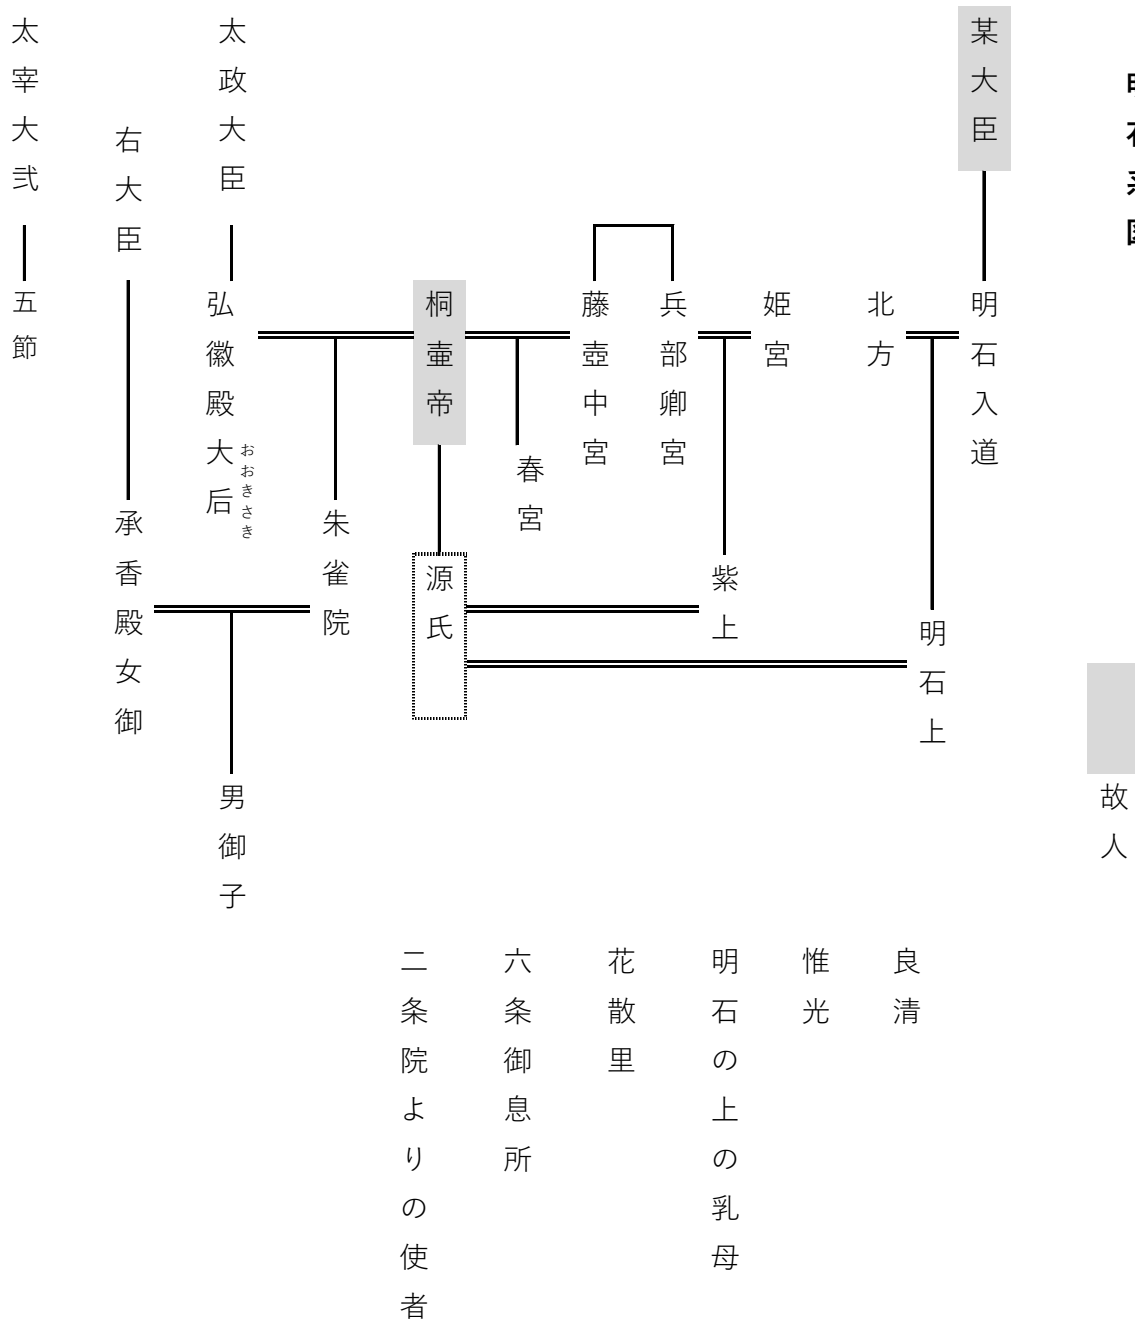 某大臣
明石入道
北方
明石上
姫宮
兵部卿宮
藤壺中宮
紫上
春宮
桐壷帝
源氏
朱雀院
太政大臣
弘徽殿大后
おおきさき
男御子
右大臣
承香殿女御
太宰大弐
五節
故人
良清
惟光
明石の上の乳母
花散里
六条御息所
二条院よりの使者